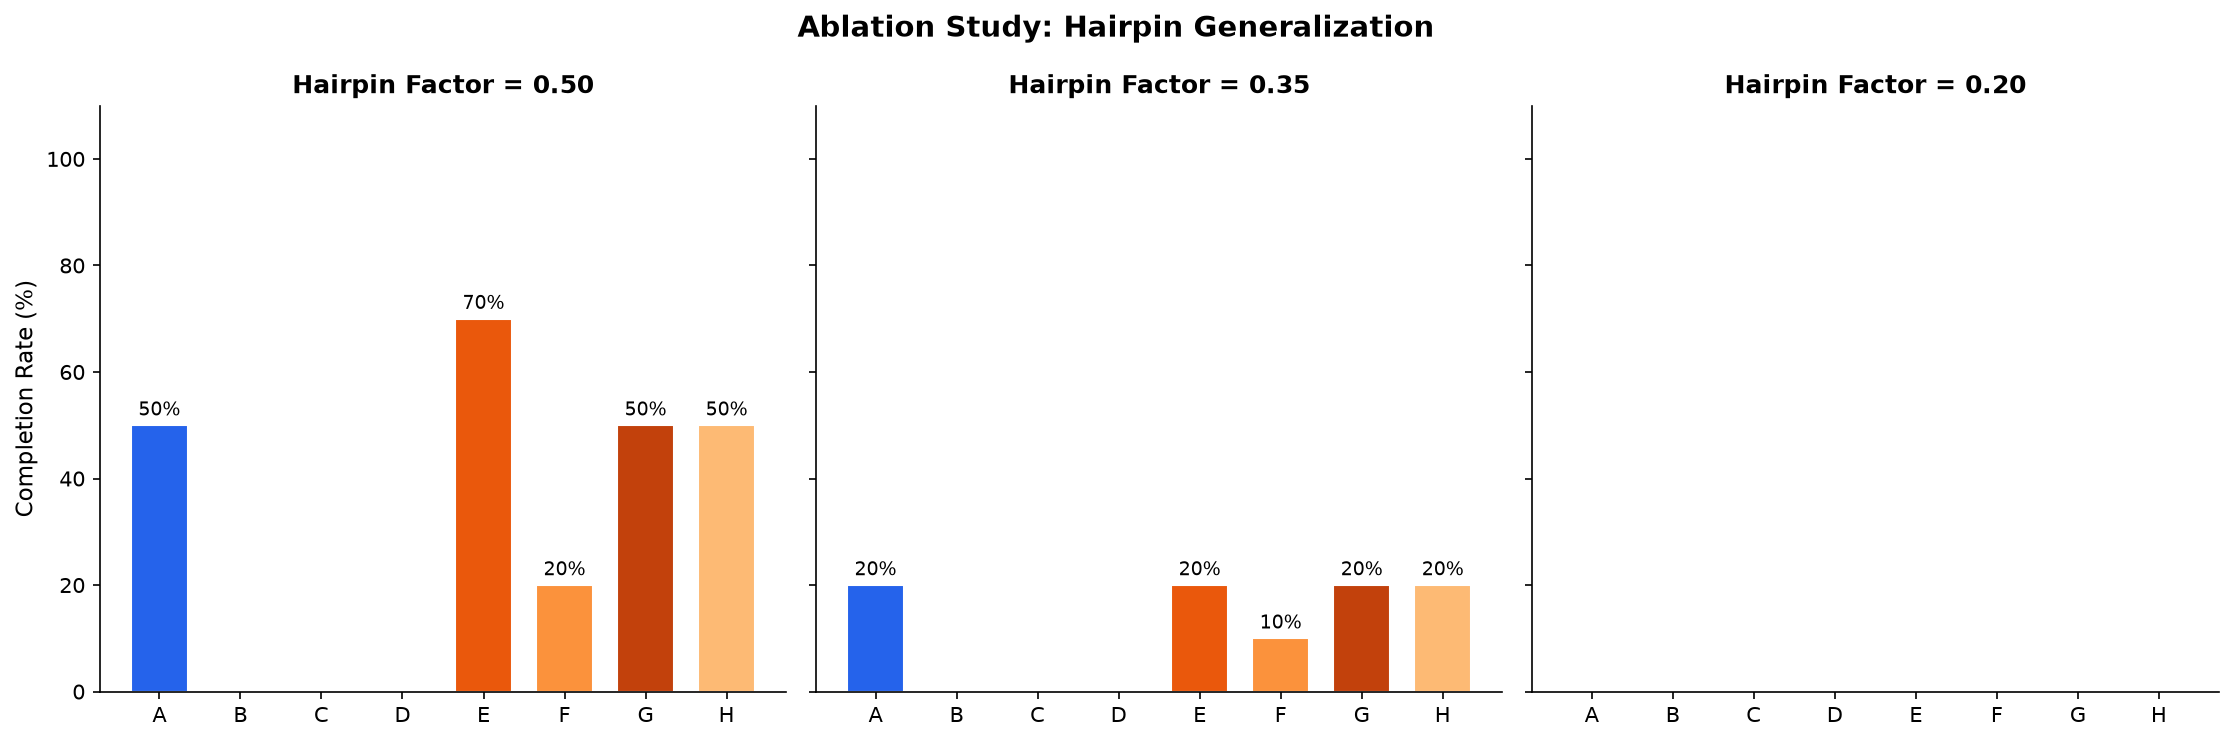 Ablation Study: Hairpin Generalization
Hairpin Factor = 0.50
Completion Rate (%)
100
80
60
40
20
0
50%
70%
20%
50%
50%
A B C D E F G H
Hairpin Factor = 0.35
20%
20%
10%
20%
20%
A B C D E F G H
Hairpin Factor = 0.20
A B C D E F G H